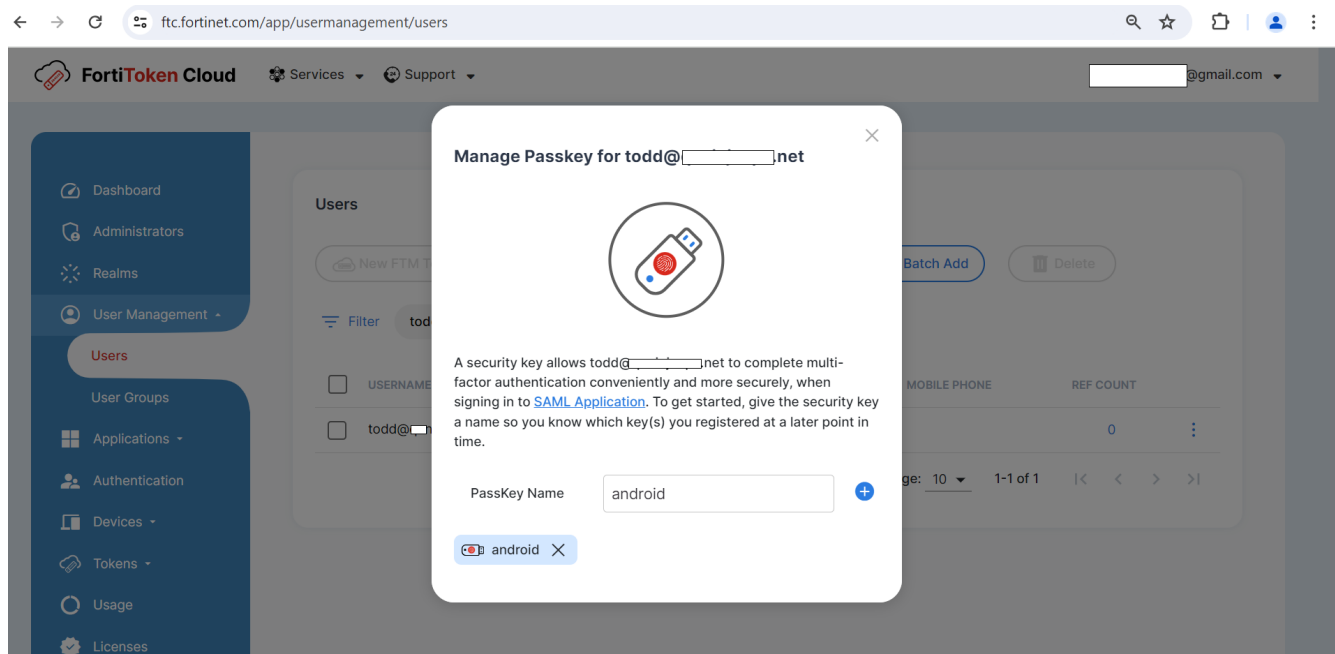 ftc.fortinet.com/app/usermanagement/users
FortiToken Cloud
Services
Support
@gmail.com
Dashboard
Administrators
Realms
User Management
Users
User Groups
Applications
Authentication
Devices
Tokens
Usage
Licenses
Users
New FTM
Batch Add
Delete
Filter
USERNAME
MOBILE PHONE
REF COUNT
todd@
0
10
1-1 of 1
Manage Passkey for todd@ .net
A security key allows todd@ .net to complete multi-
factor authentication conveniently and more securely, when
signing in to SAML Application. To get started, give the security key
a name so you know which key(s) you registered at a later point in
time.
PassKey Name
android
android